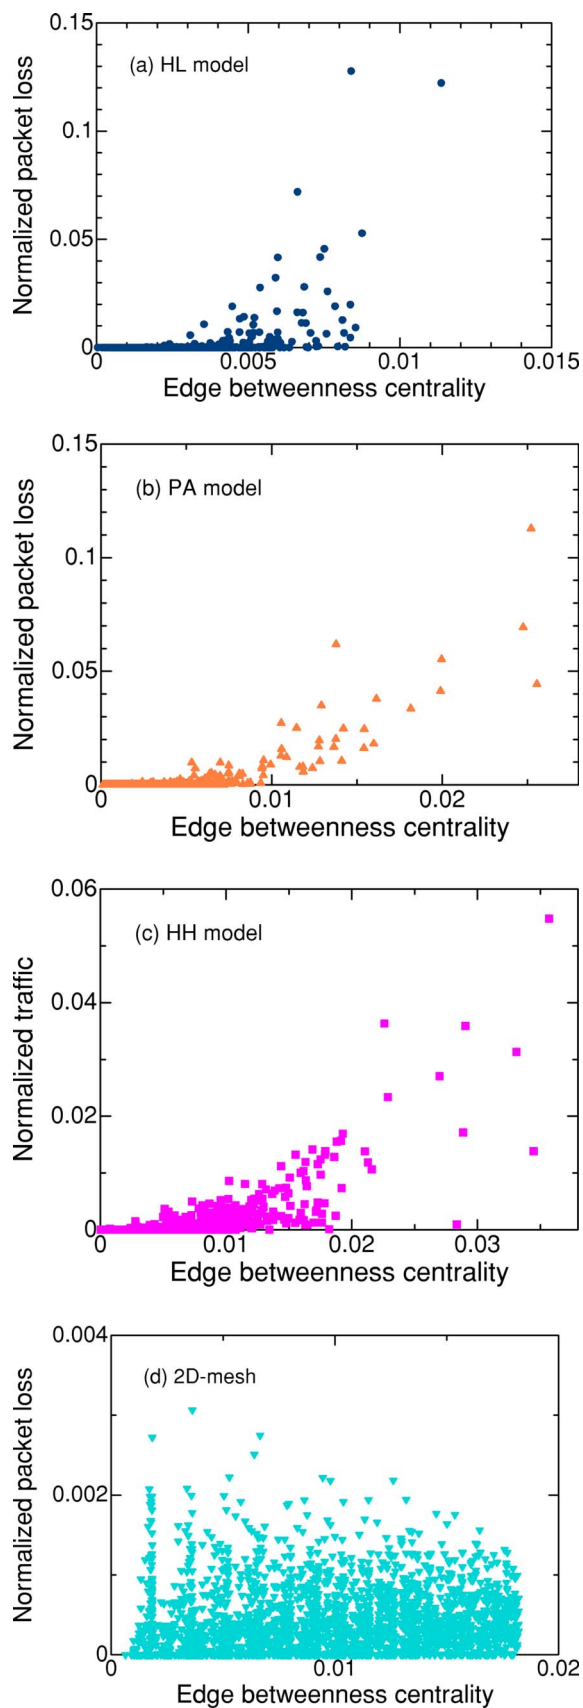 0.15
(a) HL model
0.1
Normalized packet loss
0.05
0
0 0.005 0.01 0.015
Edge betweenness centrality
0.15
(b) PA model
0.1
Normalized packet loss
0.05
0
0.01 0.02
Edge betweenness centrality
0.06
(c) HH model
0.04
Normalized traffic
0.02
0
0 0.01 0.02 0.03
Edge betweenness centrality
0.004
(d) 2D-mesh
Normalized packet loss
0.002
0
0.01 0.02
Edge betweenness centrality